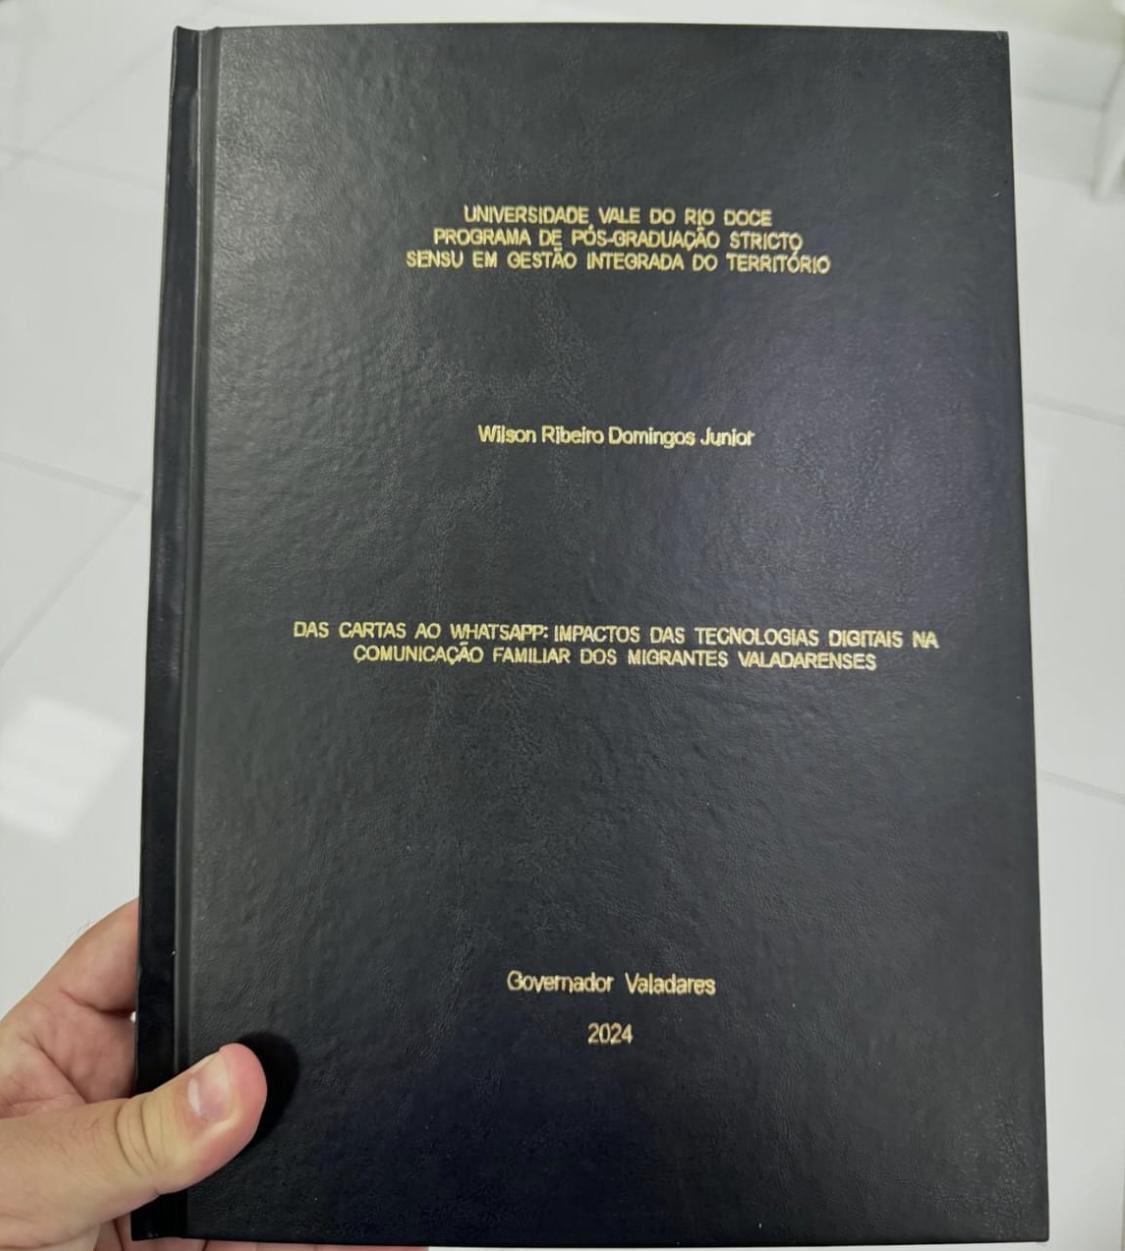 UNIVERSIDADE VALE DO RIO DOCE
PROGRAMA DE PÓS-GRADUAÇÃO STRICTO
SENSU EM GESTÃO INTEGRADA DO TERRITÓRIO
Wilson Ribeiro Domingos Junior
DAS CARTAS AO WHATSAPP: IMPACTOS DAS TECNOLOGIAS DIGITAIS NA
COMUNICAÇÃO FAMILIAR DOS MIGRANTES VALADARENSES
Governador Valadares
2024